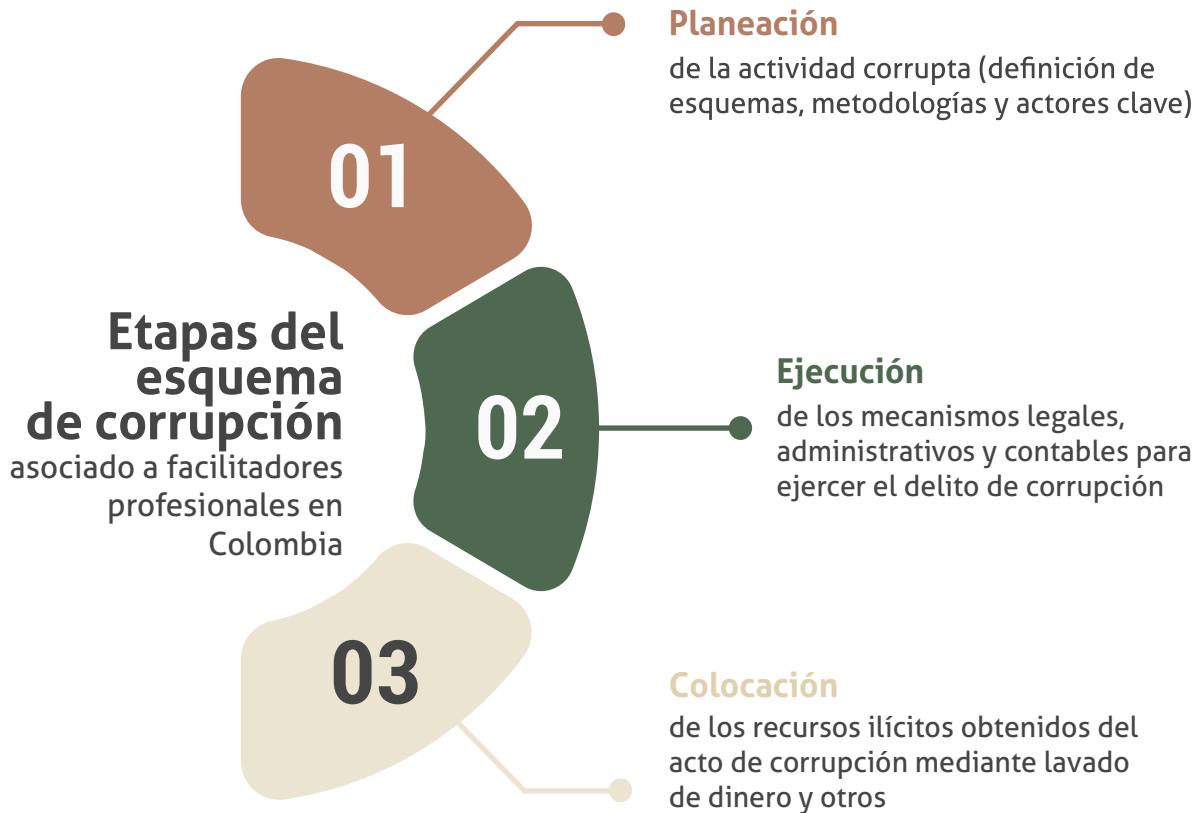 Etapas del
esquema
de corrupción
asociado a facilitadores
profesionales en
Colombia
01
Planeación
de la actividad corrupta (definición de
esquemas, metodologías y actores clave)
02
Ejecución
de los mecanismos legales,
administrativos y contables para
ejercer el delito de corrupción
03
Colocación
de los recursos ilícitos obtenidos del
acto de corrupción mediante lavado
de dinero y otros